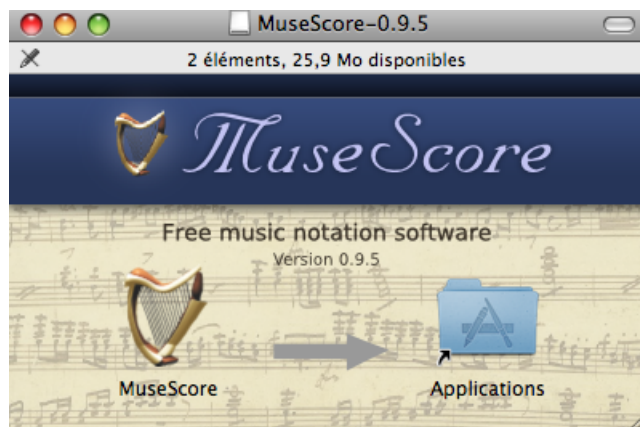 MuseScore-0.9.5
2 éléments, 25,9 Mo disponibles
MuseScore
Free music notation software
Version 0.9.5
MuseScore
Applications